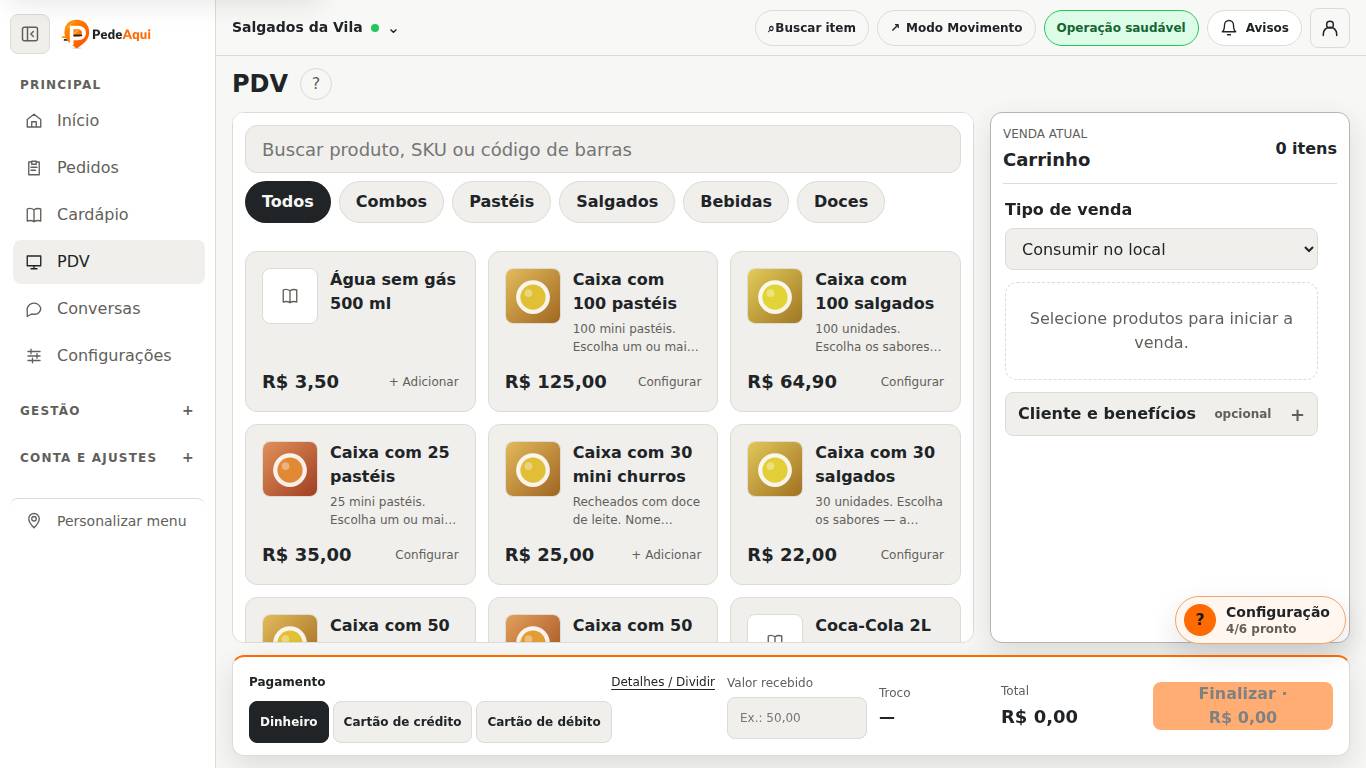 PedeAqui
PRINCIPAL
Início
Pedidos
Cardápio
PDV
Conversas
Configurações
GESTÃO +
CONTA E AJUSTES +
Personalizar menu
Salgados da Vila
Buscar item
Modo Movimento
Operação saudável
Avisos
PDV ?
Buscar produto, SKU ou código de barras
Todos Combos Pastéis Salgados Bebidas Doces
Água sem gás
500 ml
R$ 3,50 + Adicionar
Caixa com
100 pastéis
100 mini pastéis.
Escolha um ou mai…
R$ 125,00 Configurar
Caixa com
100 salgados
100 unidades.
Escolha os sabores…
R$ 64,90 Configurar
Caixa com 25
pastéis
25 mini pastéis.
Escolha um ou mai…
R$ 35,00 Configurar
Caixa com 30
mini churros
Recheados com doce
de leite. Nome…
R$ 25,00 + Adicionar
Caixa com 30
salgados
30 unidades. Escolha
os sabores — a…
R$ 22,00 Configurar
Caixa com 50
Caixa com 50
Coca-Cola 2L
VENDA ATUAL
Carrinho
0 itens
Tipo de venda
Consumir no local
Selecione produtos para iniciar a
venda.
Cliente e benefícios opcional +
? Configuração
4/6 pronto
Pagamento
Detalhes / Dividir
Dinheiro Cartão de crédito Cartão de débito
Valor recebido
Ex.: 50,00
Troco
—
Total
R$ 0,00
Finalizar ·
R$ 0,00